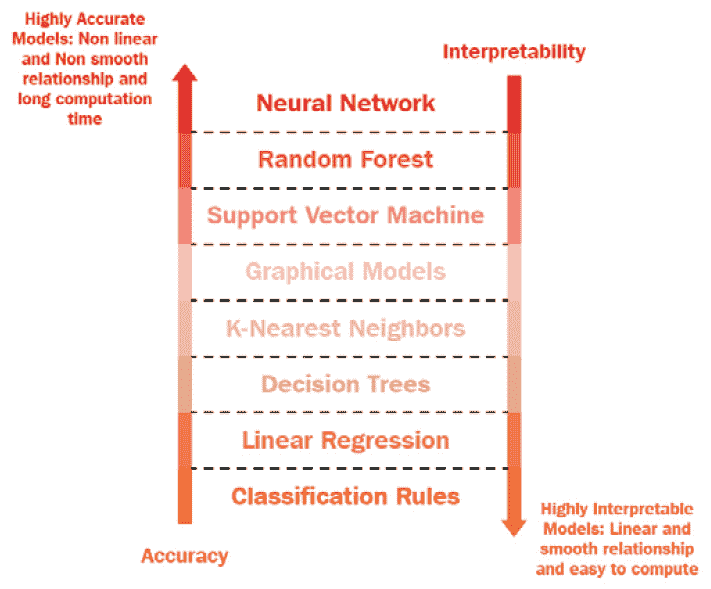 Highly Accurate
Models: Non linear
and Non smooth
relationship and
long computation
time
Interpretability
Neural Network
Random Forest
Support Vector Machine
Graphical Models
K-Nearest Neighbors
Decision Trees
Linear Regression
Classification Rules
Accuracy
Highly Interpretable
Models: Linear and
smooth relationship
and easy to compute